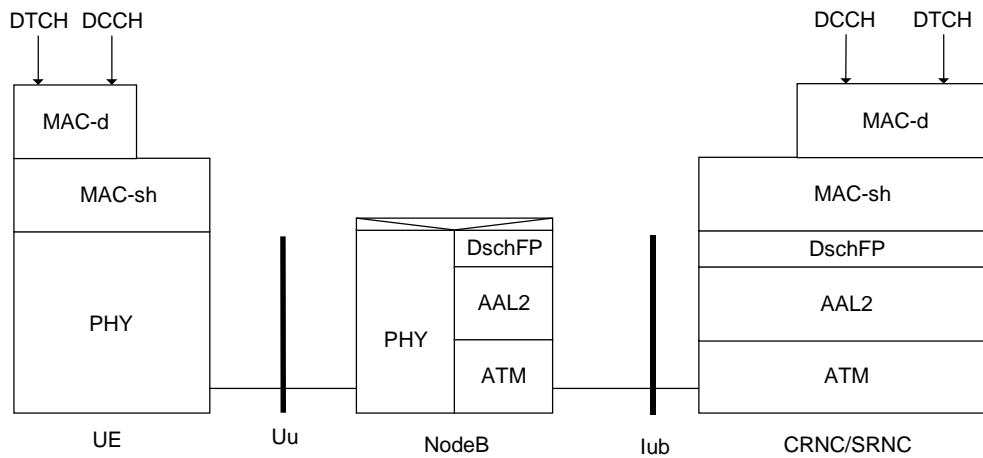 DTCH DCCH
DCCH DTCH
MAC-d
MAC-d
MAC-sh
MAC-sh
DschFP
DschFP
PHY
PHY
AAL2
AAL2
ATM
ATM
UE
Uu
NodeB
Iub
CRNC/SRNC